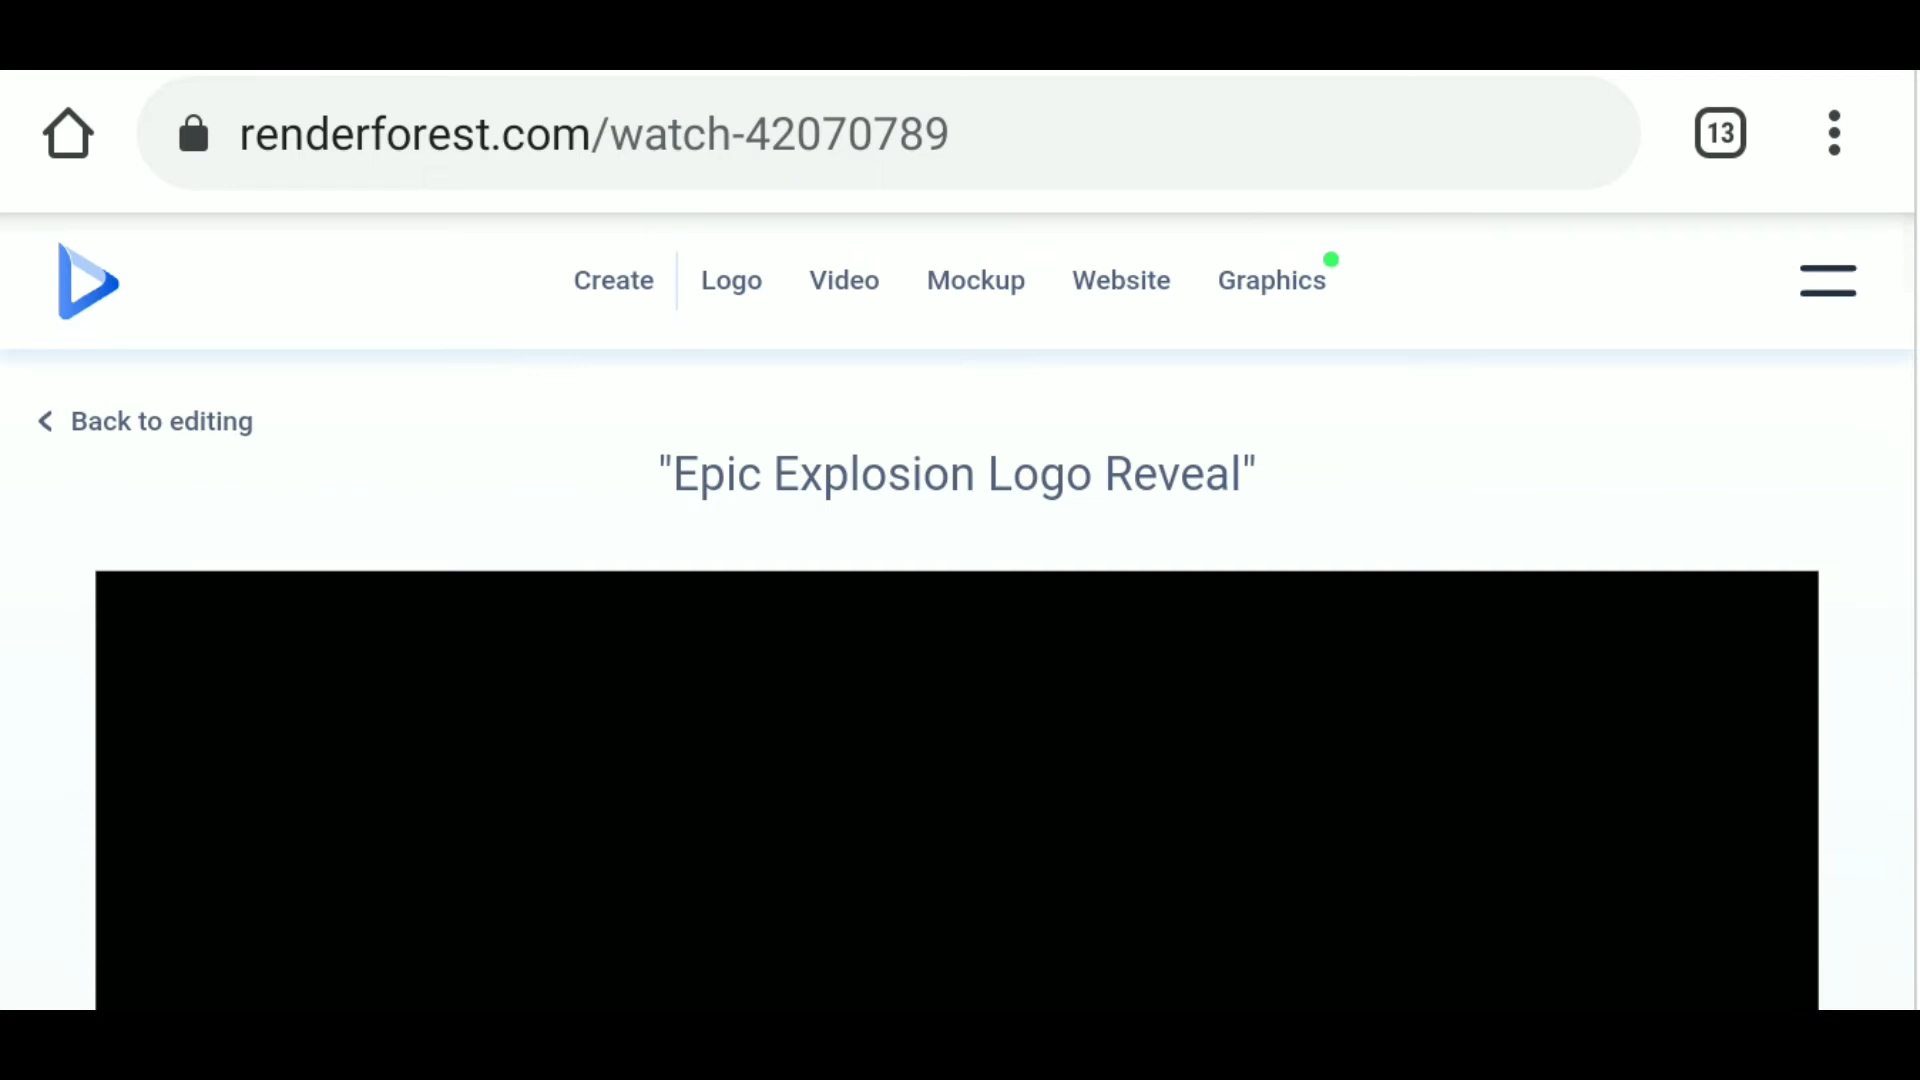 renderforest.com/watch-42070789
13
Create Logo Video Mockup Website Graphics
Back to editing
"Epic Explosion Logo Reveal"